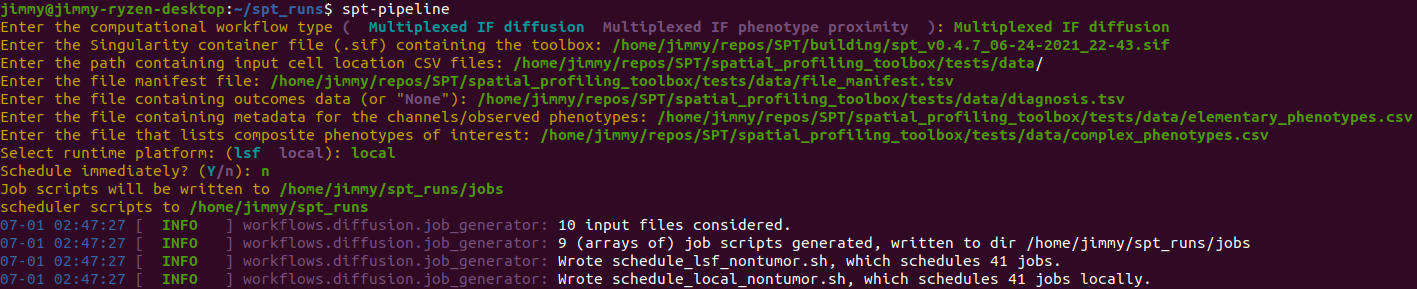 jimmy@jimmy-ryzen-desktop:~/spt_runs$ spt-pipeline
Enter the computational workflow type (  Multiplexed IF diffusion  Multiplexed IF phenotype proximity  ): Multiplexed IF diffusion
Enter the Singularity container file (.sif) containing the toolbox: /home/jimmy/repos/SPT/building/spt_v0.4.7_06-24-2021_22-43.sif
Enter the path containing input cell location CSV files: /home/jimmy/repos/SPT/spatial_profiling_toolbox/tests/data/
Enter the file manifest file: /home/jimmy/repos/SPT/spatial_profiling_toolbox/tests/data/file_manifest.tsv
Enter the file containing outcomes data (or "None"): /home/jimmy/repos/SPT/spatial_profiling_toolbox/tests/data/diagnosis.tsv
Enter the file containing metadata for the channels/observed phenotypes: /home/jimmy/repos/SPT/spatial_profiling_toolbox/tests/data/elementary_phenotypes.csv
Enter the file that lists composite phenotypes of interest: /home/jimmy/repos/SPT/spatial_profiling_toolbox/tests/data/complex_phenotypes.csv
Select runtime platform: (lsf  local): local
Schedule immediately? (Y/n): n
Job scripts will be written to /home/jimmy/spt_runs/jobs
scheduler scripts to /home/jimmy/spt_runs
07-01 02:47:27 [  INFO   ] workflows.diffusion.job_generator: 10 input files considered.
07-01 02:47:27 [  INFO   ] workflows.diffusion.job_generator: 9 (arrays of) job scripts generated, written to dir /home/jimmy/spt_runs/jobs
07-01 02:47:27 [  INFO   ] workflows.diffusion.job_generator: Wrote schedule_lsf_nontumor.sh, which schedules 41 jobs.
07-01 02:47:27 [  INFO   ] workflows.diffusion.job_generator: Wrote schedule_local_nontumor.sh, which schedules 41 jobs locally.